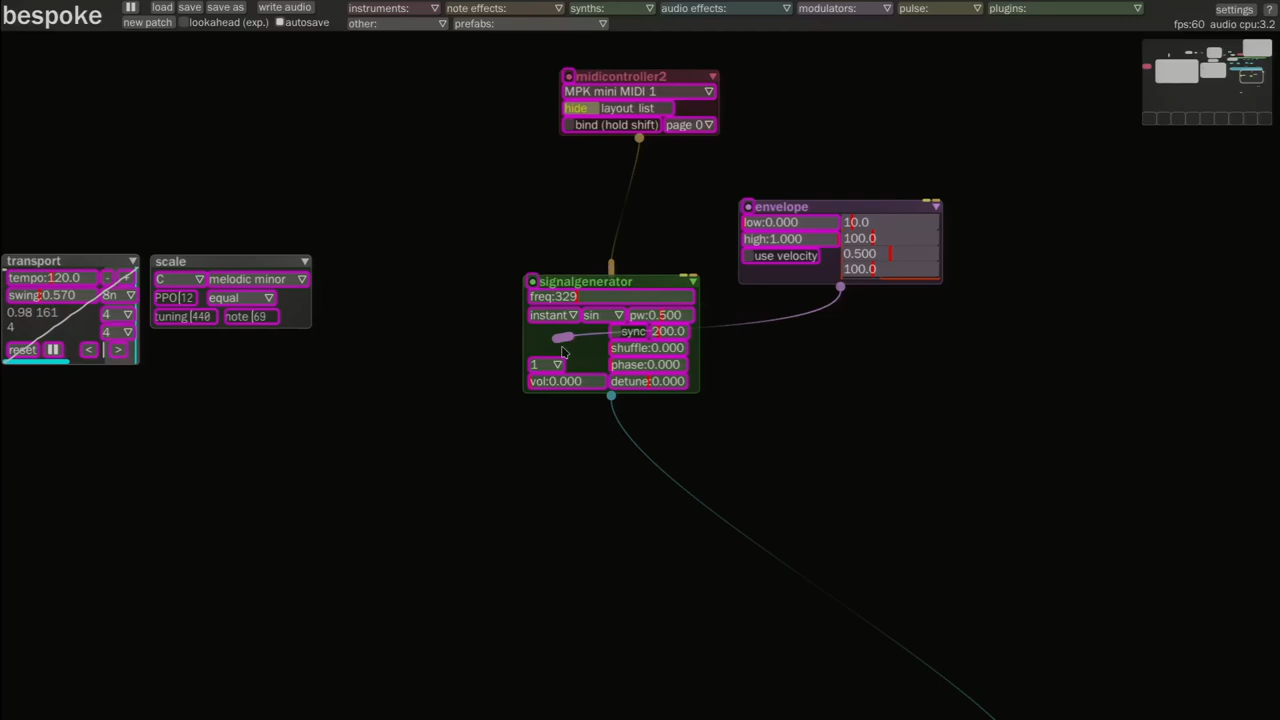 bespoke
load save save as write audio
new patch lookahead (exp.) autosave
instruments: note effects: synths: audio effects: modulators: pulse: plugins:
other: prefabs:
settings ?
fps:60 audio cpu:3.2
midicontroller2
MPK mini MIDI 1
hide layout list
bind (hold shift) page 0
envelope
low:0.000 10.0
high:1.000 100.0
use velocity 0.500
100.0
transport
tempo:120.0 - +
swing:0.570 8n
0.98 161 4
4 4
reset < >
scale
C melodic minor
PPO 12 equal
tuning 440 note 69
signalgenerator
freq:329
instant sin pw:0.500
sync 200.0
shuffle:0.000
1 phase:0.000
vol:0.000 detune:0.000